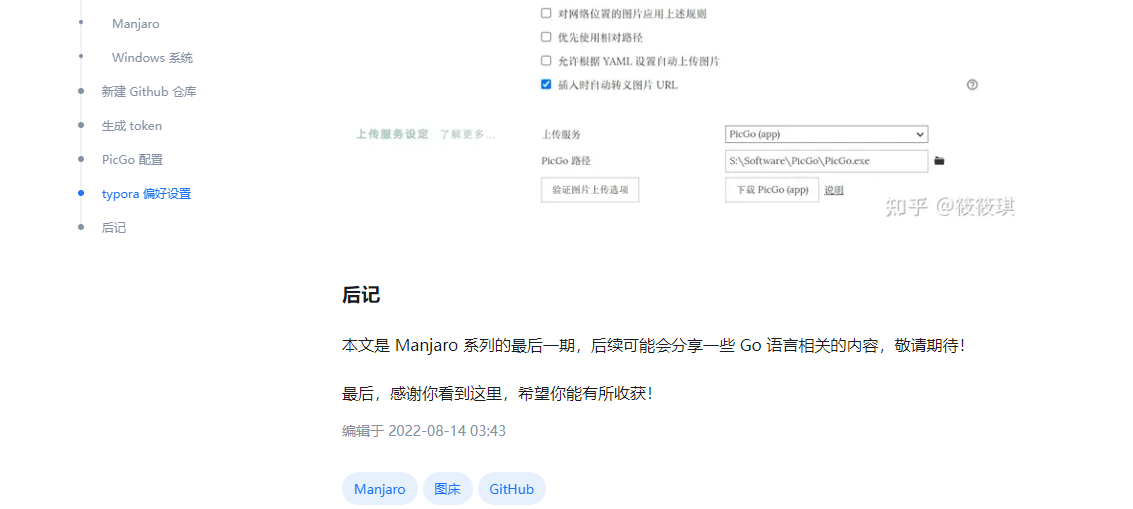 Manjaro
Windows 系统
新建 Github 仓库
生成 token
PicGo 配置
typora 偏好设置
后记
对网络位置的图片应用上述规则
优先使用相对路径
允许根据 YAML 设置自动上传图片
插入时自动转义图片 URL
上传服务设定 了解更多...
上传服务 PicGo (app)
PicGo 路径 S:\Software\PicGo\PicGo.exe
验证图片上传选项 下载 PicGo (app) 说明
知乎 @筱筱琪
后记
本文是 Manjaro 系列的最后一期，后续可能会分享一些 Go 语言相关的内容，敬请期待！
最后，感谢你看到这里，希望你能有所收获！
编辑于 2022-08-14 03:43
Manjaro 图床 GitHub